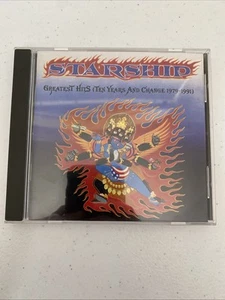 STARSHIP
GREATEST HITS (TEN YEARS AND CHANGE 1979-1991)